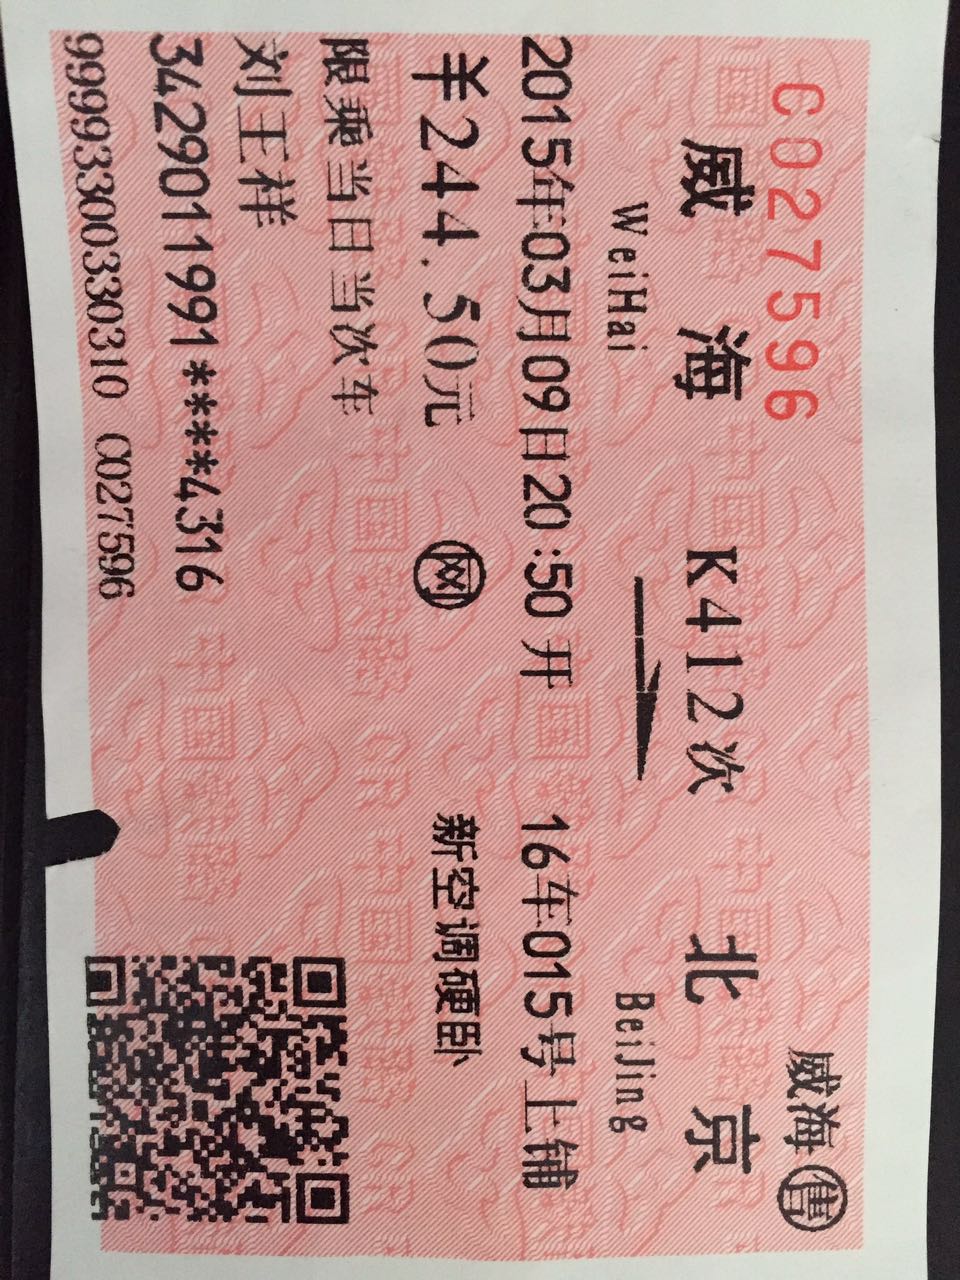 C027596
威海 售
威海 K412次 北京
WeiHai BeiJing
2015年03月09日20:50开 16车015号上铺
￥244.50元 网 新空调硬卧
限乘当日当次车
刘王祥
3429011991****4316
99993300330310 C027596